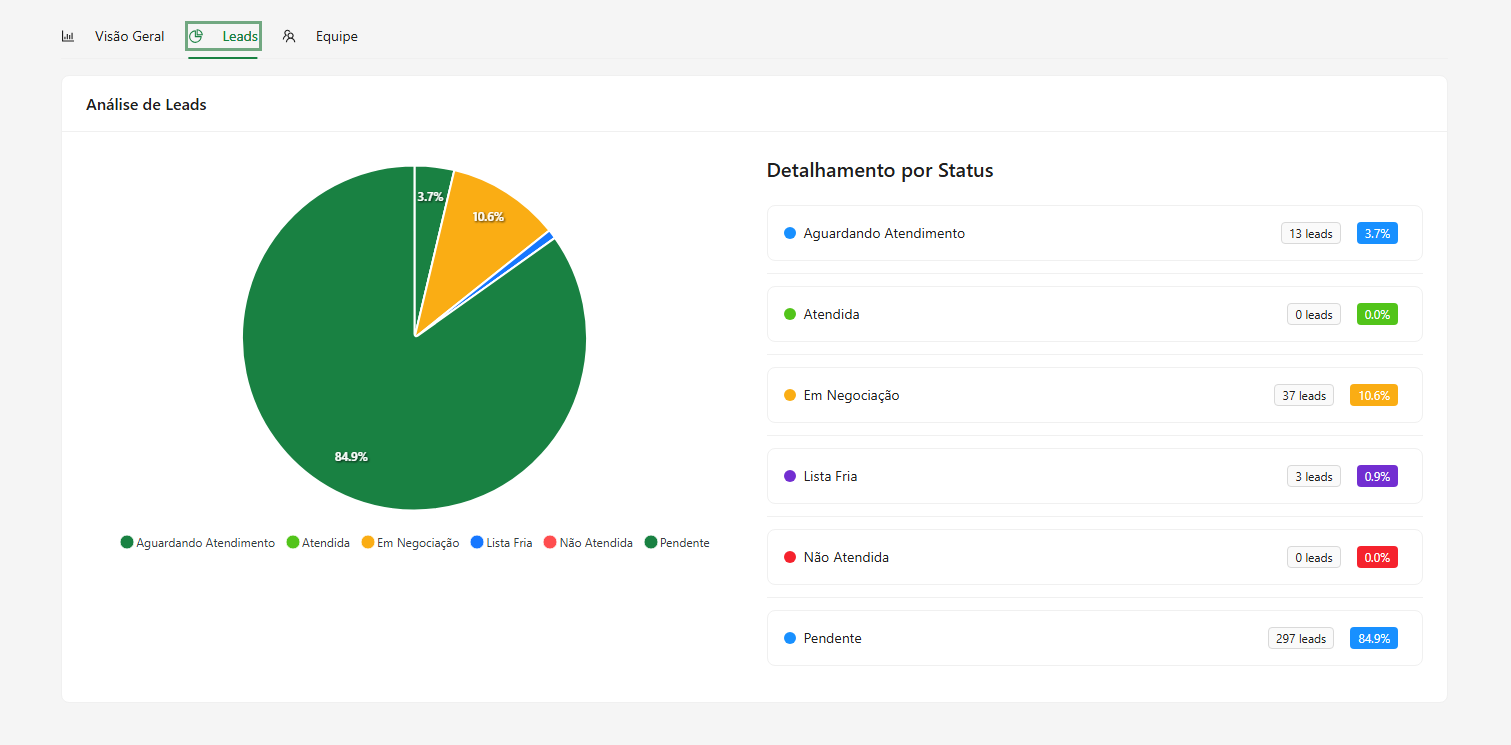 Visão Geral Leads Equipe
Análise de Leads
3.7%
10.6%
84.9%
Aguardando Atendimento Atendida Em Negociação Lista Fria Não Atendida Pendente
Detalhamento por Status
Aguardando Atendimento 13 leads 3.7%
Atendida 0 leads 0.0%
Em Negociação 37 leads 10.6%
Lista Fria 3 leads 0.9%
Não Atendida 0 leads 0.0%
Pendente 297 leads 84.9%